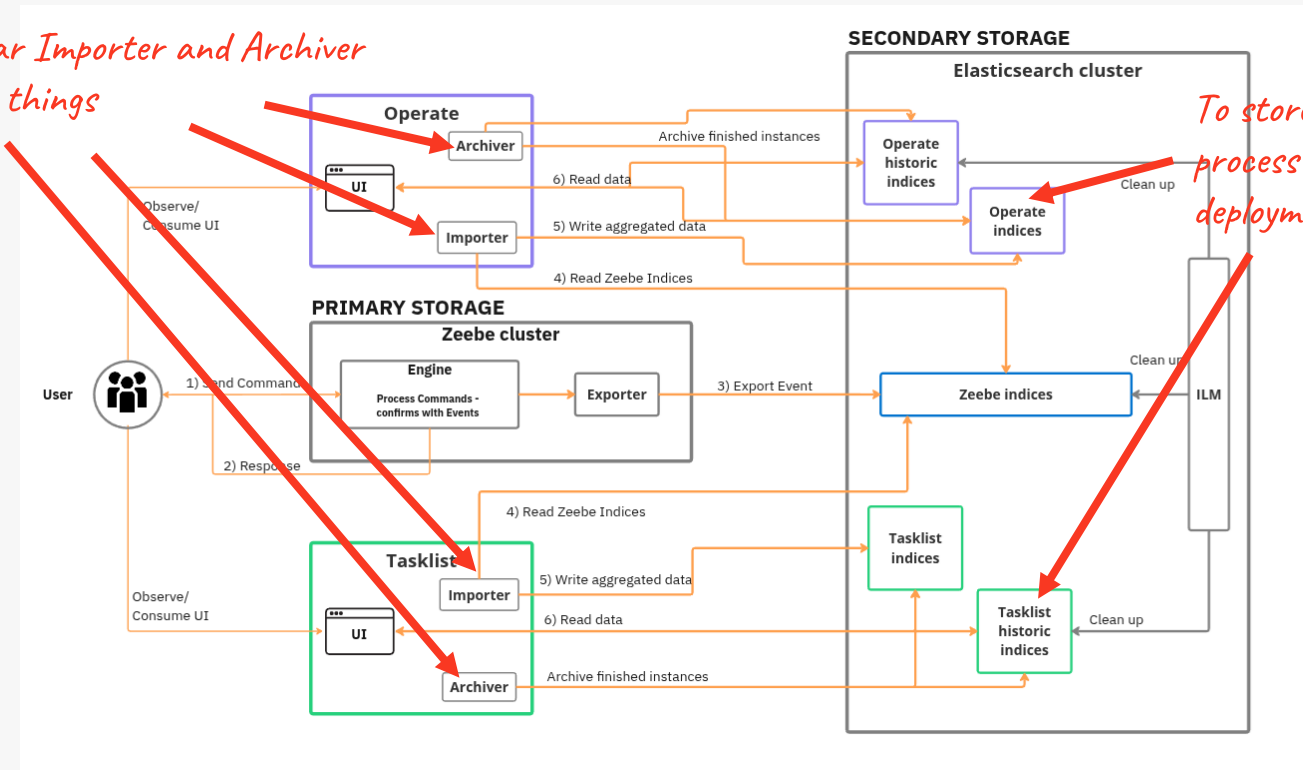 ar Importer and Archiver
things
SECONDARY STORAGE
Elasticsearch cluster
To store
process
deploym
Operate
Archiver
UI
Importer
Observe/
Consume UI
Archive finished instances
6) Read data
5) Write aggregated data
4) Read Zeebe Indices
Operate
historic
indices
Operate
indices
Clean up
PRIMARY STORAGE
Zeebe cluster
Engine
Process Commands -
confirms with Events
Exporter
User
1) Send Command
2) Response
3) Export Event
Zeebe indices
Clean up
ILM
4) Read Zeebe Indices
Tasklist
Importer
UI
Archiver
Observe/
Consume UI
5) Write aggregated data
6) Read data
Archive finished instances
Tasklist
indices
Tasklist
historic
indices
Clean up